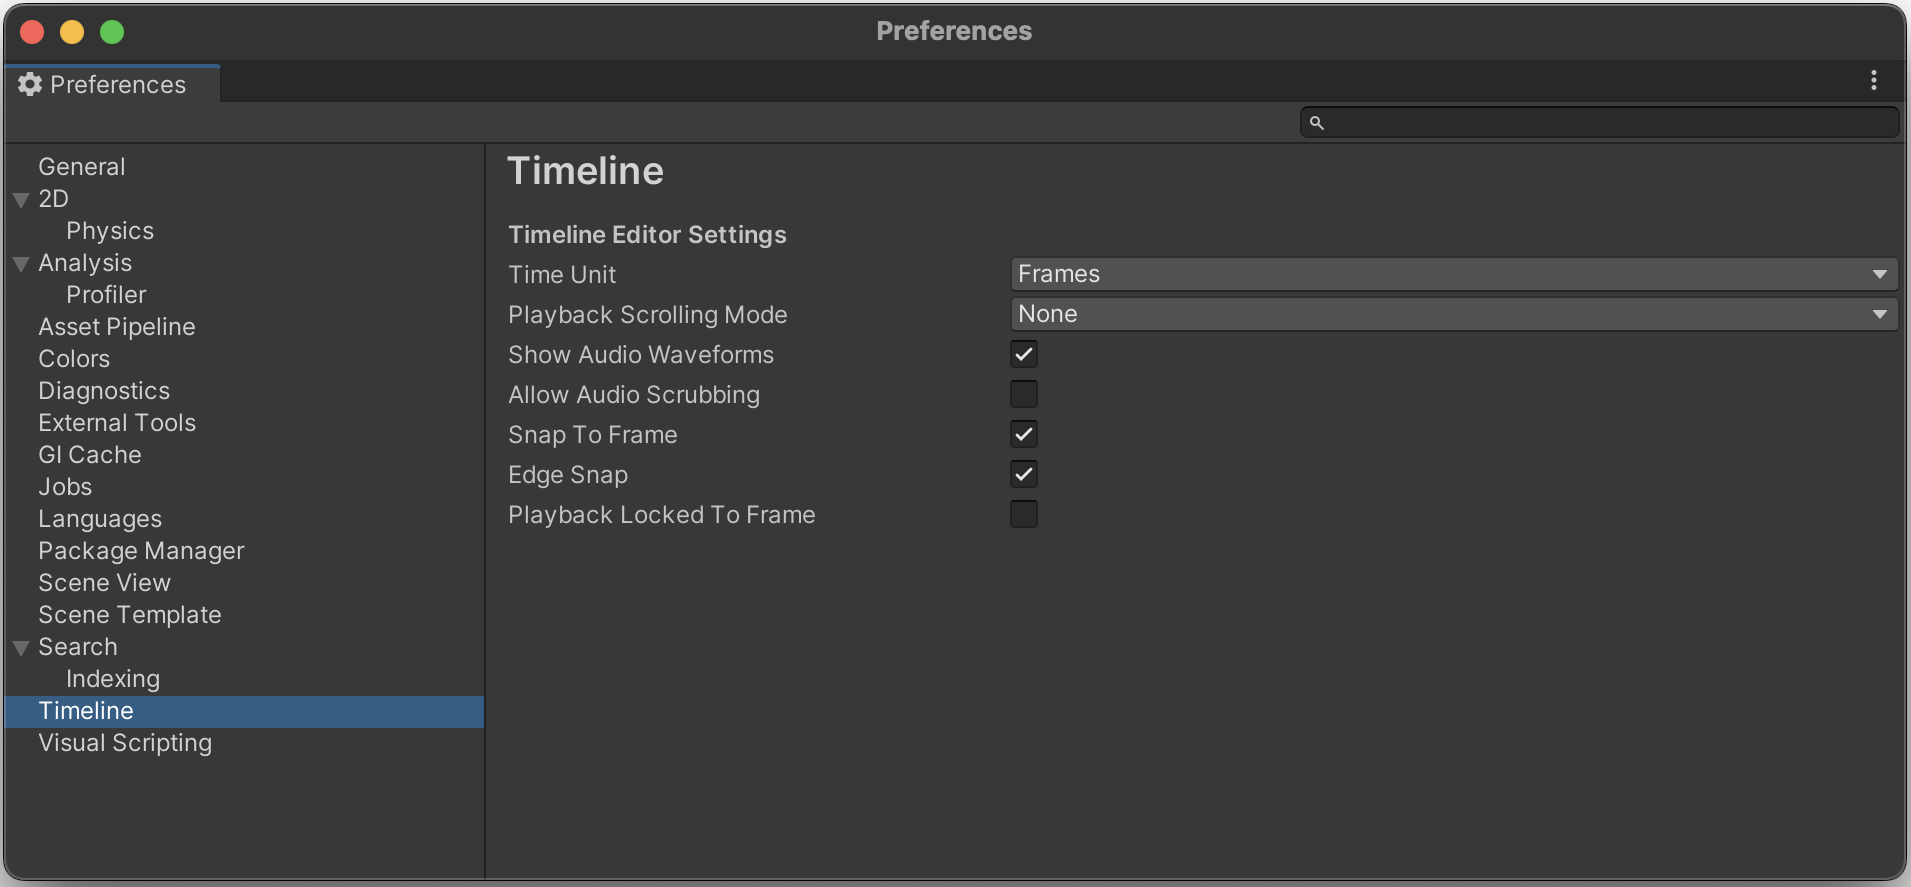 Preferences
Preferences
General
2D
Physics
Analysis
Profiler
Asset Pipeline
Colors
Diagnostics
External Tools
GI Cache
Jobs
Languages
Package Manager
Scene View
Scene Template
Search
Indexing
Timeline
Visual Scripting
Timeline
Timeline Editor Settings
Time Unit Frames
Playback Scrolling Mode None
Show Audio Waveforms
Allow Audio Scrubbing
Snap To Frame
Edge Snap
Playback Locked To Frame